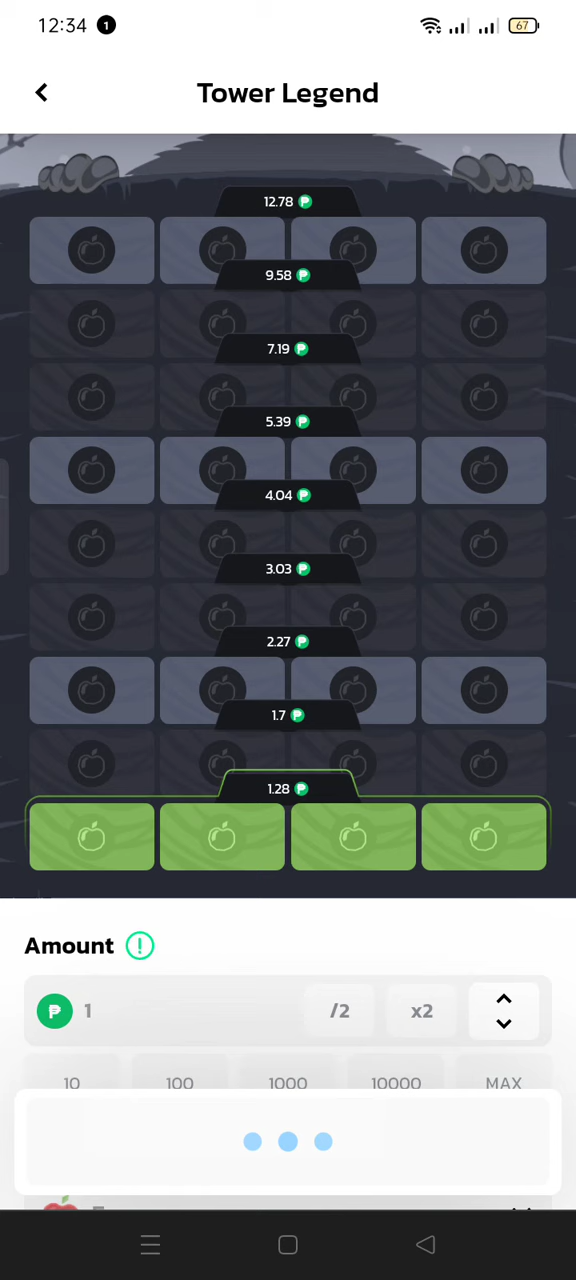 12:34 1 67
Tower Legend
12.78
9.58
7.19
5.39
4.04
3.03
2.27
1.7
1.28
Amount
1 /2 x2
10 100 1000 10000 MAX